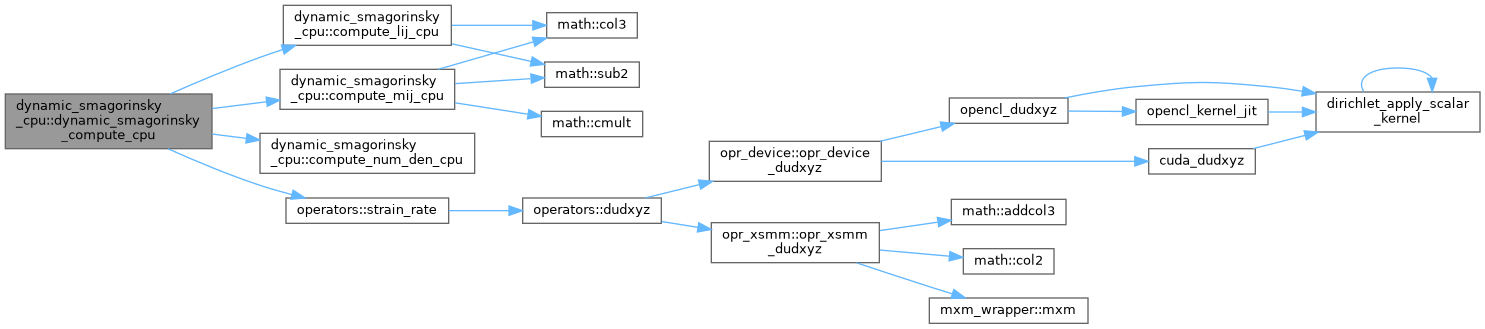 dynamic_smagorinsky
_cpu::dynamic_smagorinsky
_compute_cpu
dynamic_smagorinsky
_cpu::compute_lij_cpu
dynamic_smagorinsky
_cpu::compute_mij_cpu
dynamic_smagorinsky
_cpu::compute_num_den_cpu
operators::strain_rate
math::col3
math::sub2
math::cmult
operators::dudxyz
opr_device::opr_device
_dudxyz
opr_xsmm::opr_xsmm
_dudxyz
opencl_dudxyz
cuda_dudxyz
math::addcol3
math::col2
mxm_wrapper::mxm
opencl_kernel_jit
dirichlet_apply_scalar
_kernel